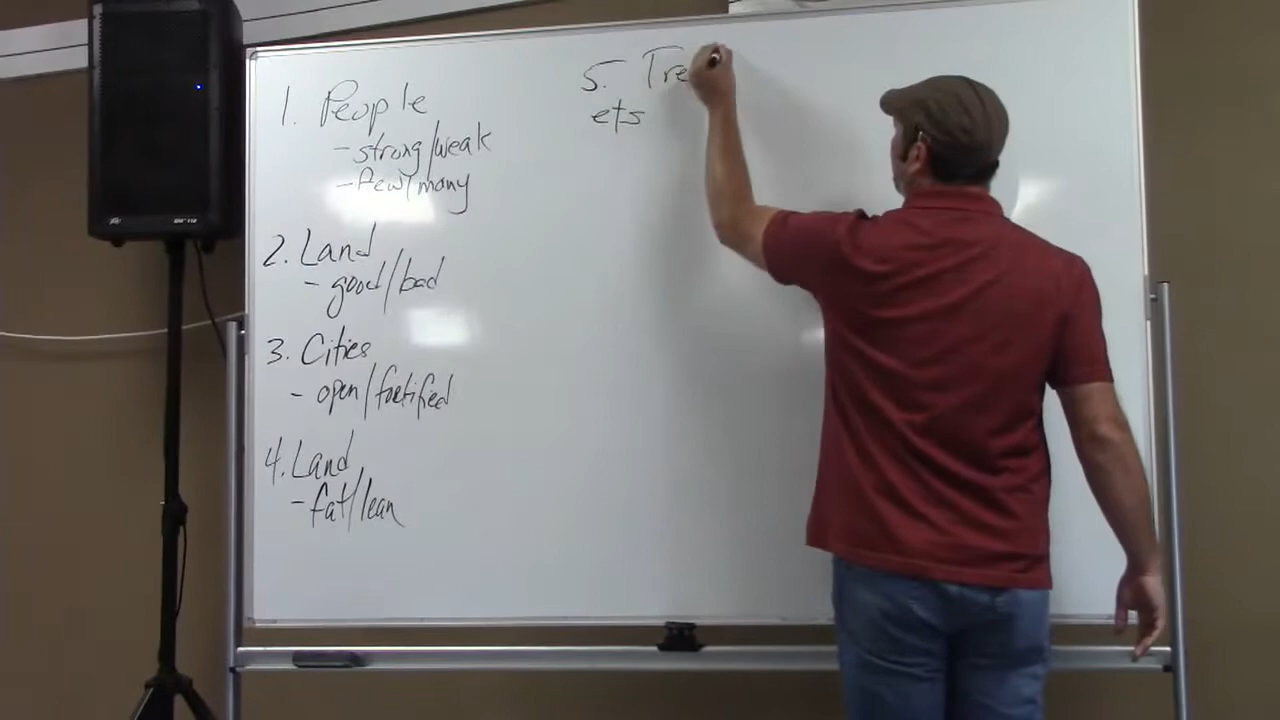 1. People
- strong/weak
- few/many
2. Land
- good/bad
3. Cities
- open/fortified
4. Land
- fat/lean
5. Tre
ets